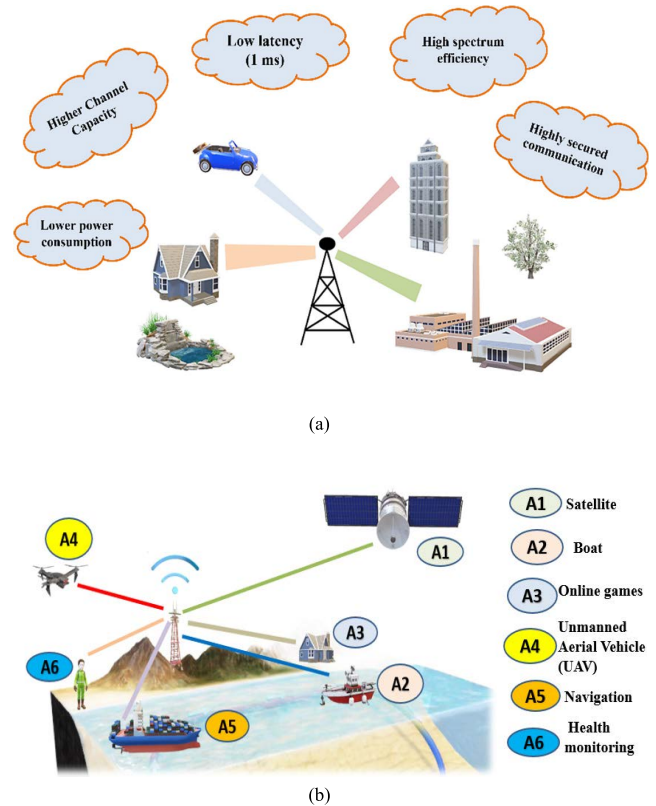 Low latency
(1 ms)
High spectrum
efficiency
Higher Channel
Capacity
Highly secured
communication
Lower power
consumption
(a)
A1
Satellite
A4
A1
A2
Boat
A3
Online games
A3
A4
Unmanned
Aerial Vehicle
(UAV)
A6
A2
A5
A5
Navigation
A6
Health
monitoring
(b)